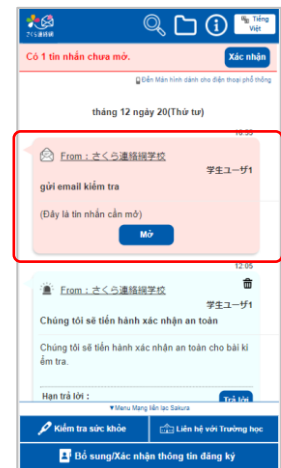 さくら連絡網
Tiếng
Việt
Có 1 tin nhắn chưa mở.
Xác nhận
Đến Màn hình dành cho điện thoại phổ thông
tháng 12 ngày 20(Thứ tư)
From : さくら連絡網学校
学生ユーザ1
gửi email kiểm tra
(Đây là tin nhắn cần mở)
Mở
12:05
From : さくら連絡網学校
学生ユーザ1
Chúng tôi sẽ tiến hành xác nhận an toàn
Chúng tôi sẽ tiến hành xác nhận an toàn cho bài ki
ểm tra.
Hạn trả lời :
Trả lời
▼Menu Mạng liên lạc Sakura
Kiểm tra sức khỏe
Liên hệ với Trường học
Bổ sung/Xác nhận thông tin đăng ký